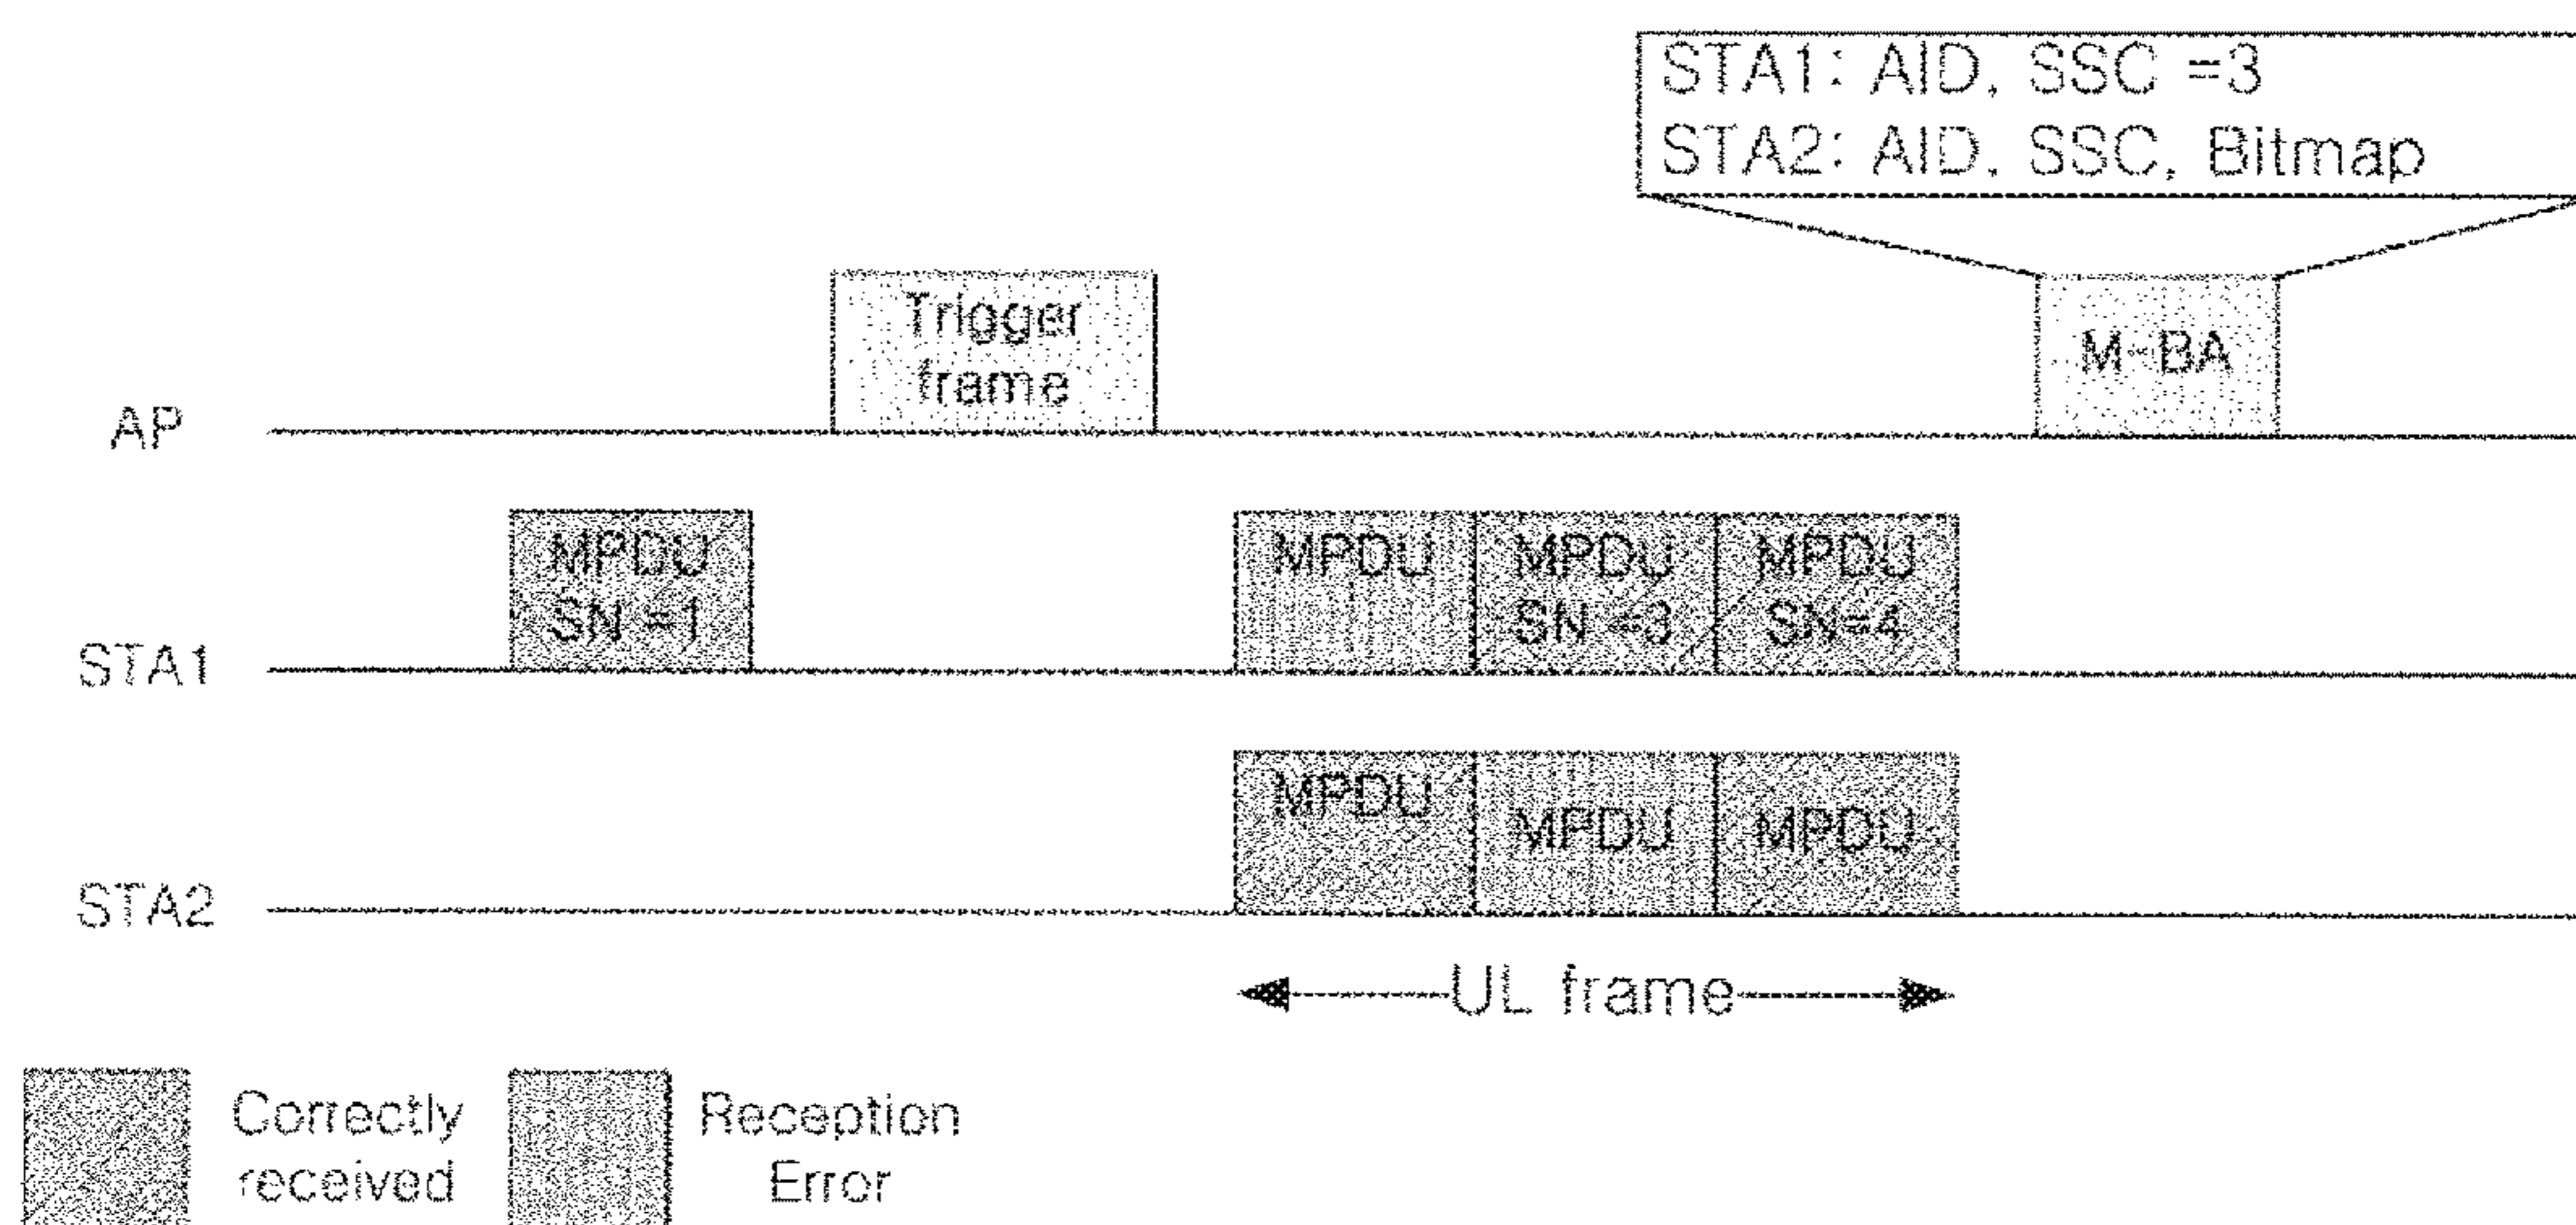 STA1: AID, SSC =3
STA2: AID, SSC, Bitmap
Trigger
frame
M-BA
AP
MPDU
SN =1
MPDU
MPDU
SN =3
MPDU
SN=4
STA1
MPDU
MPDU
MPDU
STA2
UL frame
Correctly
received
Reception
Error